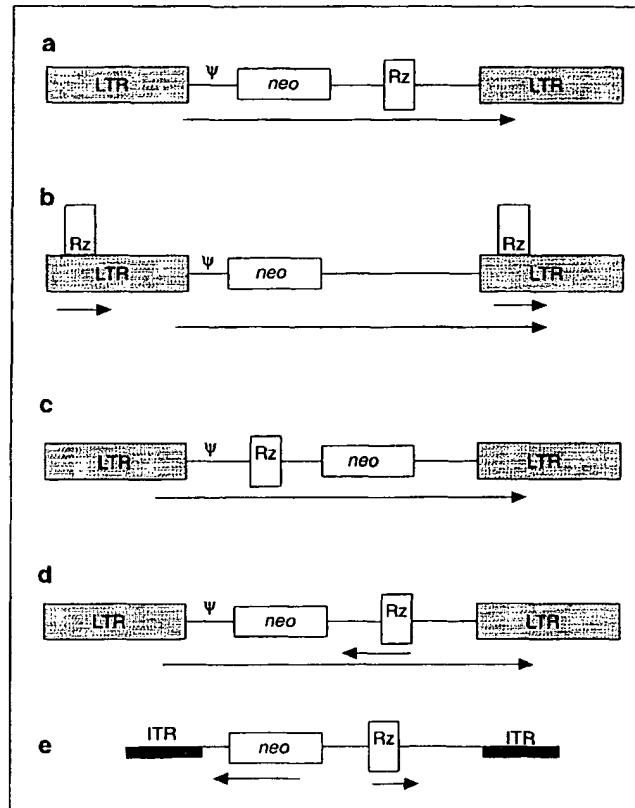 a
LTR ψ neo Rz LTR
b
Rz Rz
LTR ψ neo LTR
c
LTR ψ Rz neo LTR
d
LTR ψ neo Rz LTR
e
ITR neo Rz ITR